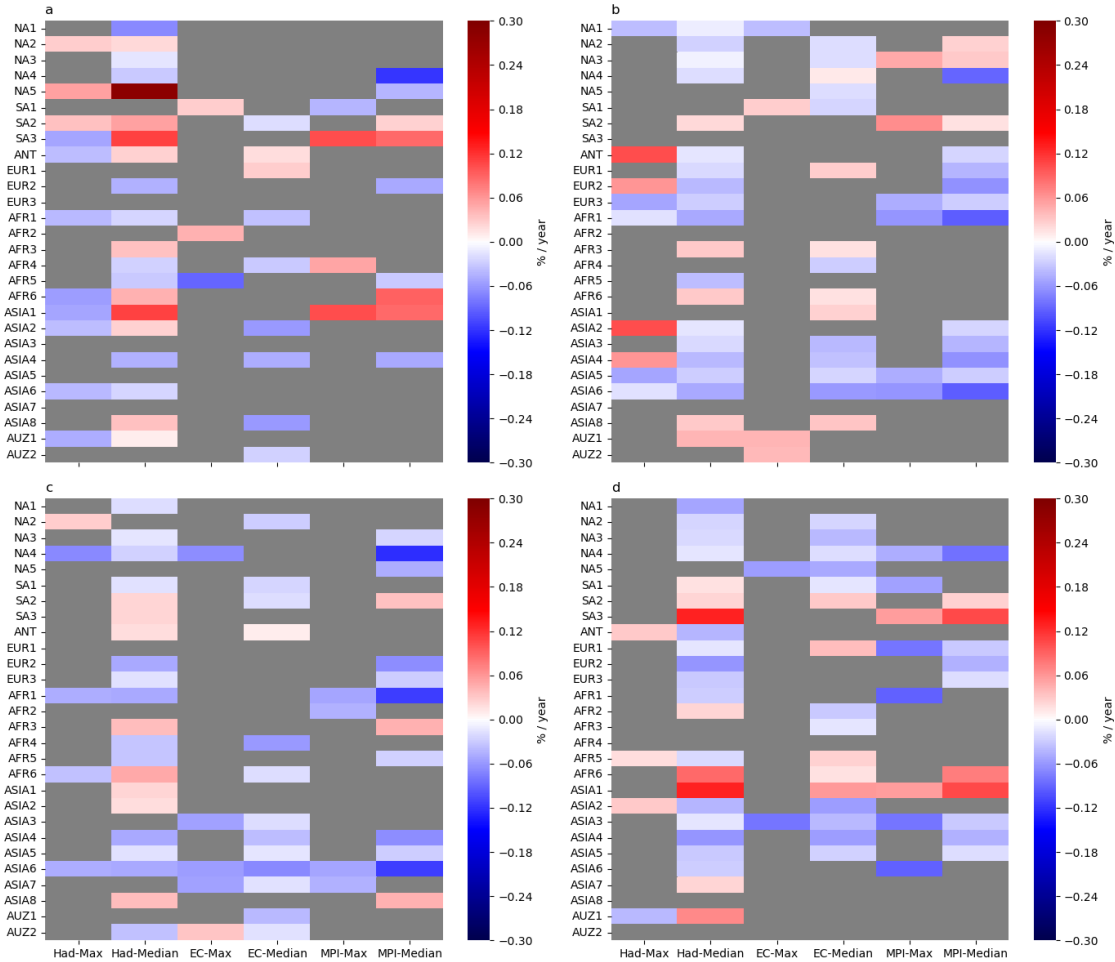 a
NA1
NA2
NA3
NA4
NA5
SA1
SA2
SA3
ANT
EUR1
EUR2
EUR3
AFR1
AFR2
AFR3
AFR4
AFR5
AFR6
ASIA1
ASIA2
ASIA3
ASIA4
ASIA5
ASIA6
ASIA7
ASIA8
AUZ1
AUZ2
0.30
0.24
0.18
0.12
0.06
0.00
−0.06
−0.12
−0.18
−0.24
−0.30
% / year
b
NA1
NA2
NA3
NA4
NA5
SA1
SA2
SA3
ANT
EUR1
EUR2
EUR3
AFR1
AFR2
AFR3
AFR4
AFR5
AFR6
ASIA1
ASIA2
ASIA3
ASIA4
ASIA5
ASIA6
ASIA7
ASIA8
AUZ1
AUZ2
0.30
0.24
0.18
0.12
0.06
0.00
−0.06
−0.12
−0.18
−0.24
−0.30
% / year
c
NA1
NA2
NA3
NA4
NA5
SA1
SA2
SA3
ANT
EUR1
EUR2
EUR3
AFR1
AFR2
AFR3
AFR4
AFR5
AFR6
ASIA1
ASIA2
ASIA3
ASIA4
ASIA5
ASIA6
ASIA7
ASIA8
AUZ1
AUZ2
Had-Max Had-Median EC-Max EC-Median MPI-Max MPI-Median
0.30
0.24
0.18
0.12
0.06
0.00
−0.06
−0.12
−0.18
−0.24
−0.30
% / year
d
NA1
NA2
NA3
NA4
NA5
SA1
SA2
SA3
ANT
EUR1
EUR2
EUR3
AFR1
AFR2
AFR3
AFR4
AFR5
AFR6
ASIA1
ASIA2
ASIA3
ASIA4
ASIA5
ASIA6
ASIA7
ASIA8
AUZ1
AUZ2
Had-Max Had-Median EC-Max EC-Median MPI-Max MPI-Median
0.30
0.24
0.18
0.12
0.06
0.00
−0.06
−0.12
−0.18
−0.24
−0.30
% / year